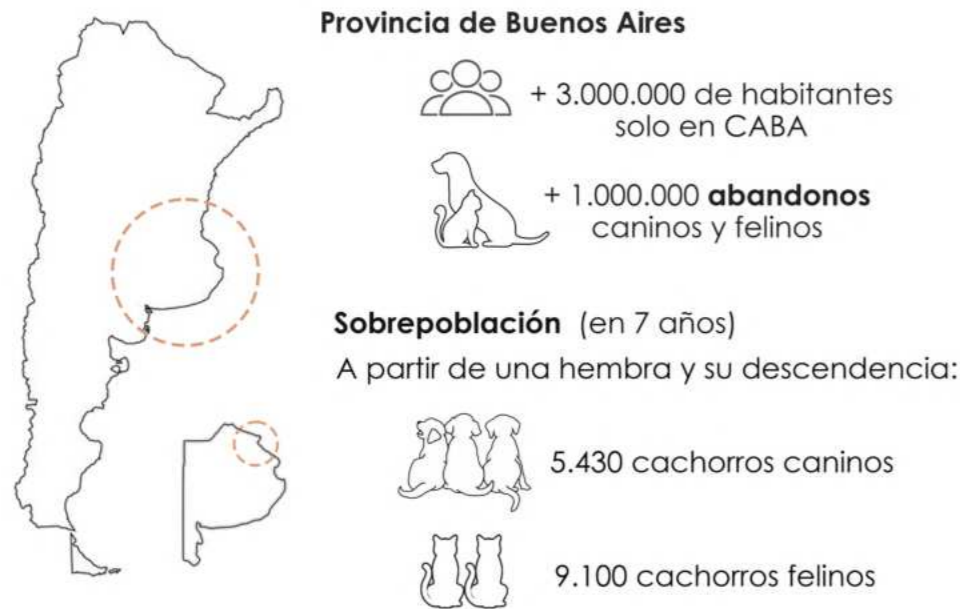 Provincia de Buenos Aires
+ 3.000.000 de habitantes
solo en CABA
+ 1.000.000 abandonos
caninos y felinos
Sobrepoblación (en 7 años)
A partir de una hembra y su descendencia:
5.430 cachorros caninos
9.100 cachorros felinos